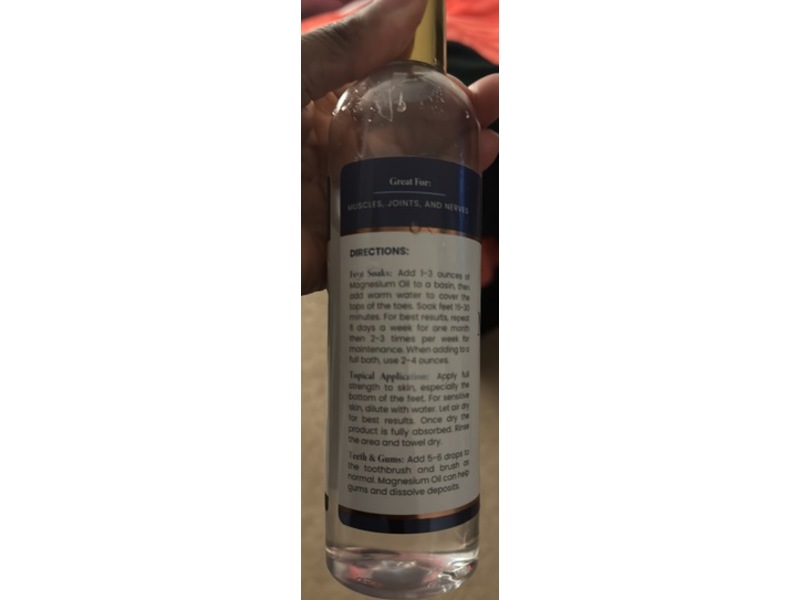 Great For:
MUSCLES, JOINTS, AND NERVES
DIRECTIONS:
Foot Soaks: Add 1-3 ounces of
Magnesium Oil to a basin, then
add warm water to cover the
tops of the toes. Soak feet 15-30
minutes. For best results, repeat
6 days a week for one month
then 2-3 times per week for
maintenance. When adding to a
full bath, use 2-4 ounces.
Topical Application: Apply full
strength to skin, especially the
bottom of the feet. For sensitive
skin, dilute with water. Let air dry
for best results. Once dry the
product is fully absorbed. Rinse
the area and towel dry.
Teeth & Gums: Add 5-6 drops to
the toothbrush and brush as
normal. Magnesium Oil can help
gums and dissolve deposits.